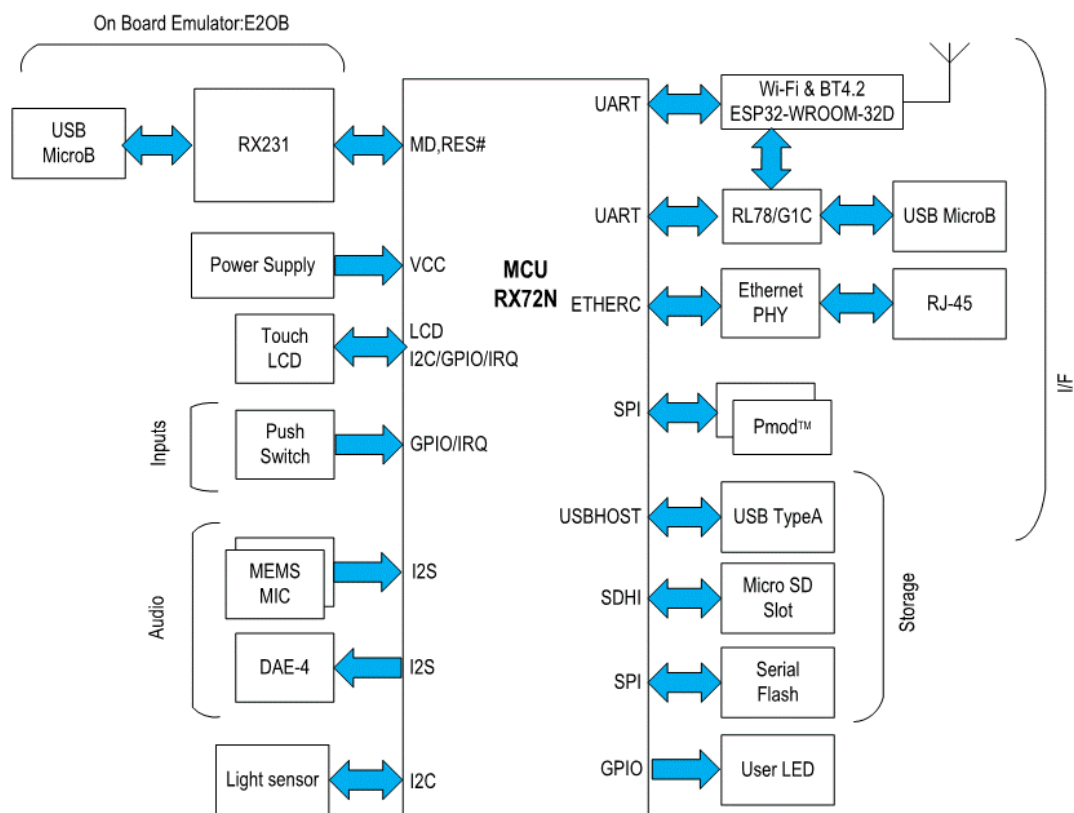 On Board Emulator:E2OB
USB
MicroB
RX231
MD,RES#
Power Supply
VCC
Touch
LCD
LCD
I2C/GPIO/IRQ
Inputs
Push
Switch
GPIO/IRQ
Audio
MEMS
MIC
I2S
DAE-4
I2S
Light sensor
I2C
MCU
RX72N
UART
Wi-Fi & BT4.2
ESP32-WROOM-32D
UART
RL78/G1C
USB MicroB
ETHERC
Ethernet
PHY
RJ-45
I/F
SPI
Pmod™
USBHOST
USB TypeA
SDHI
Micro SD
Slot
Storage
SPI
Serial
Flash
GPIO
User LED